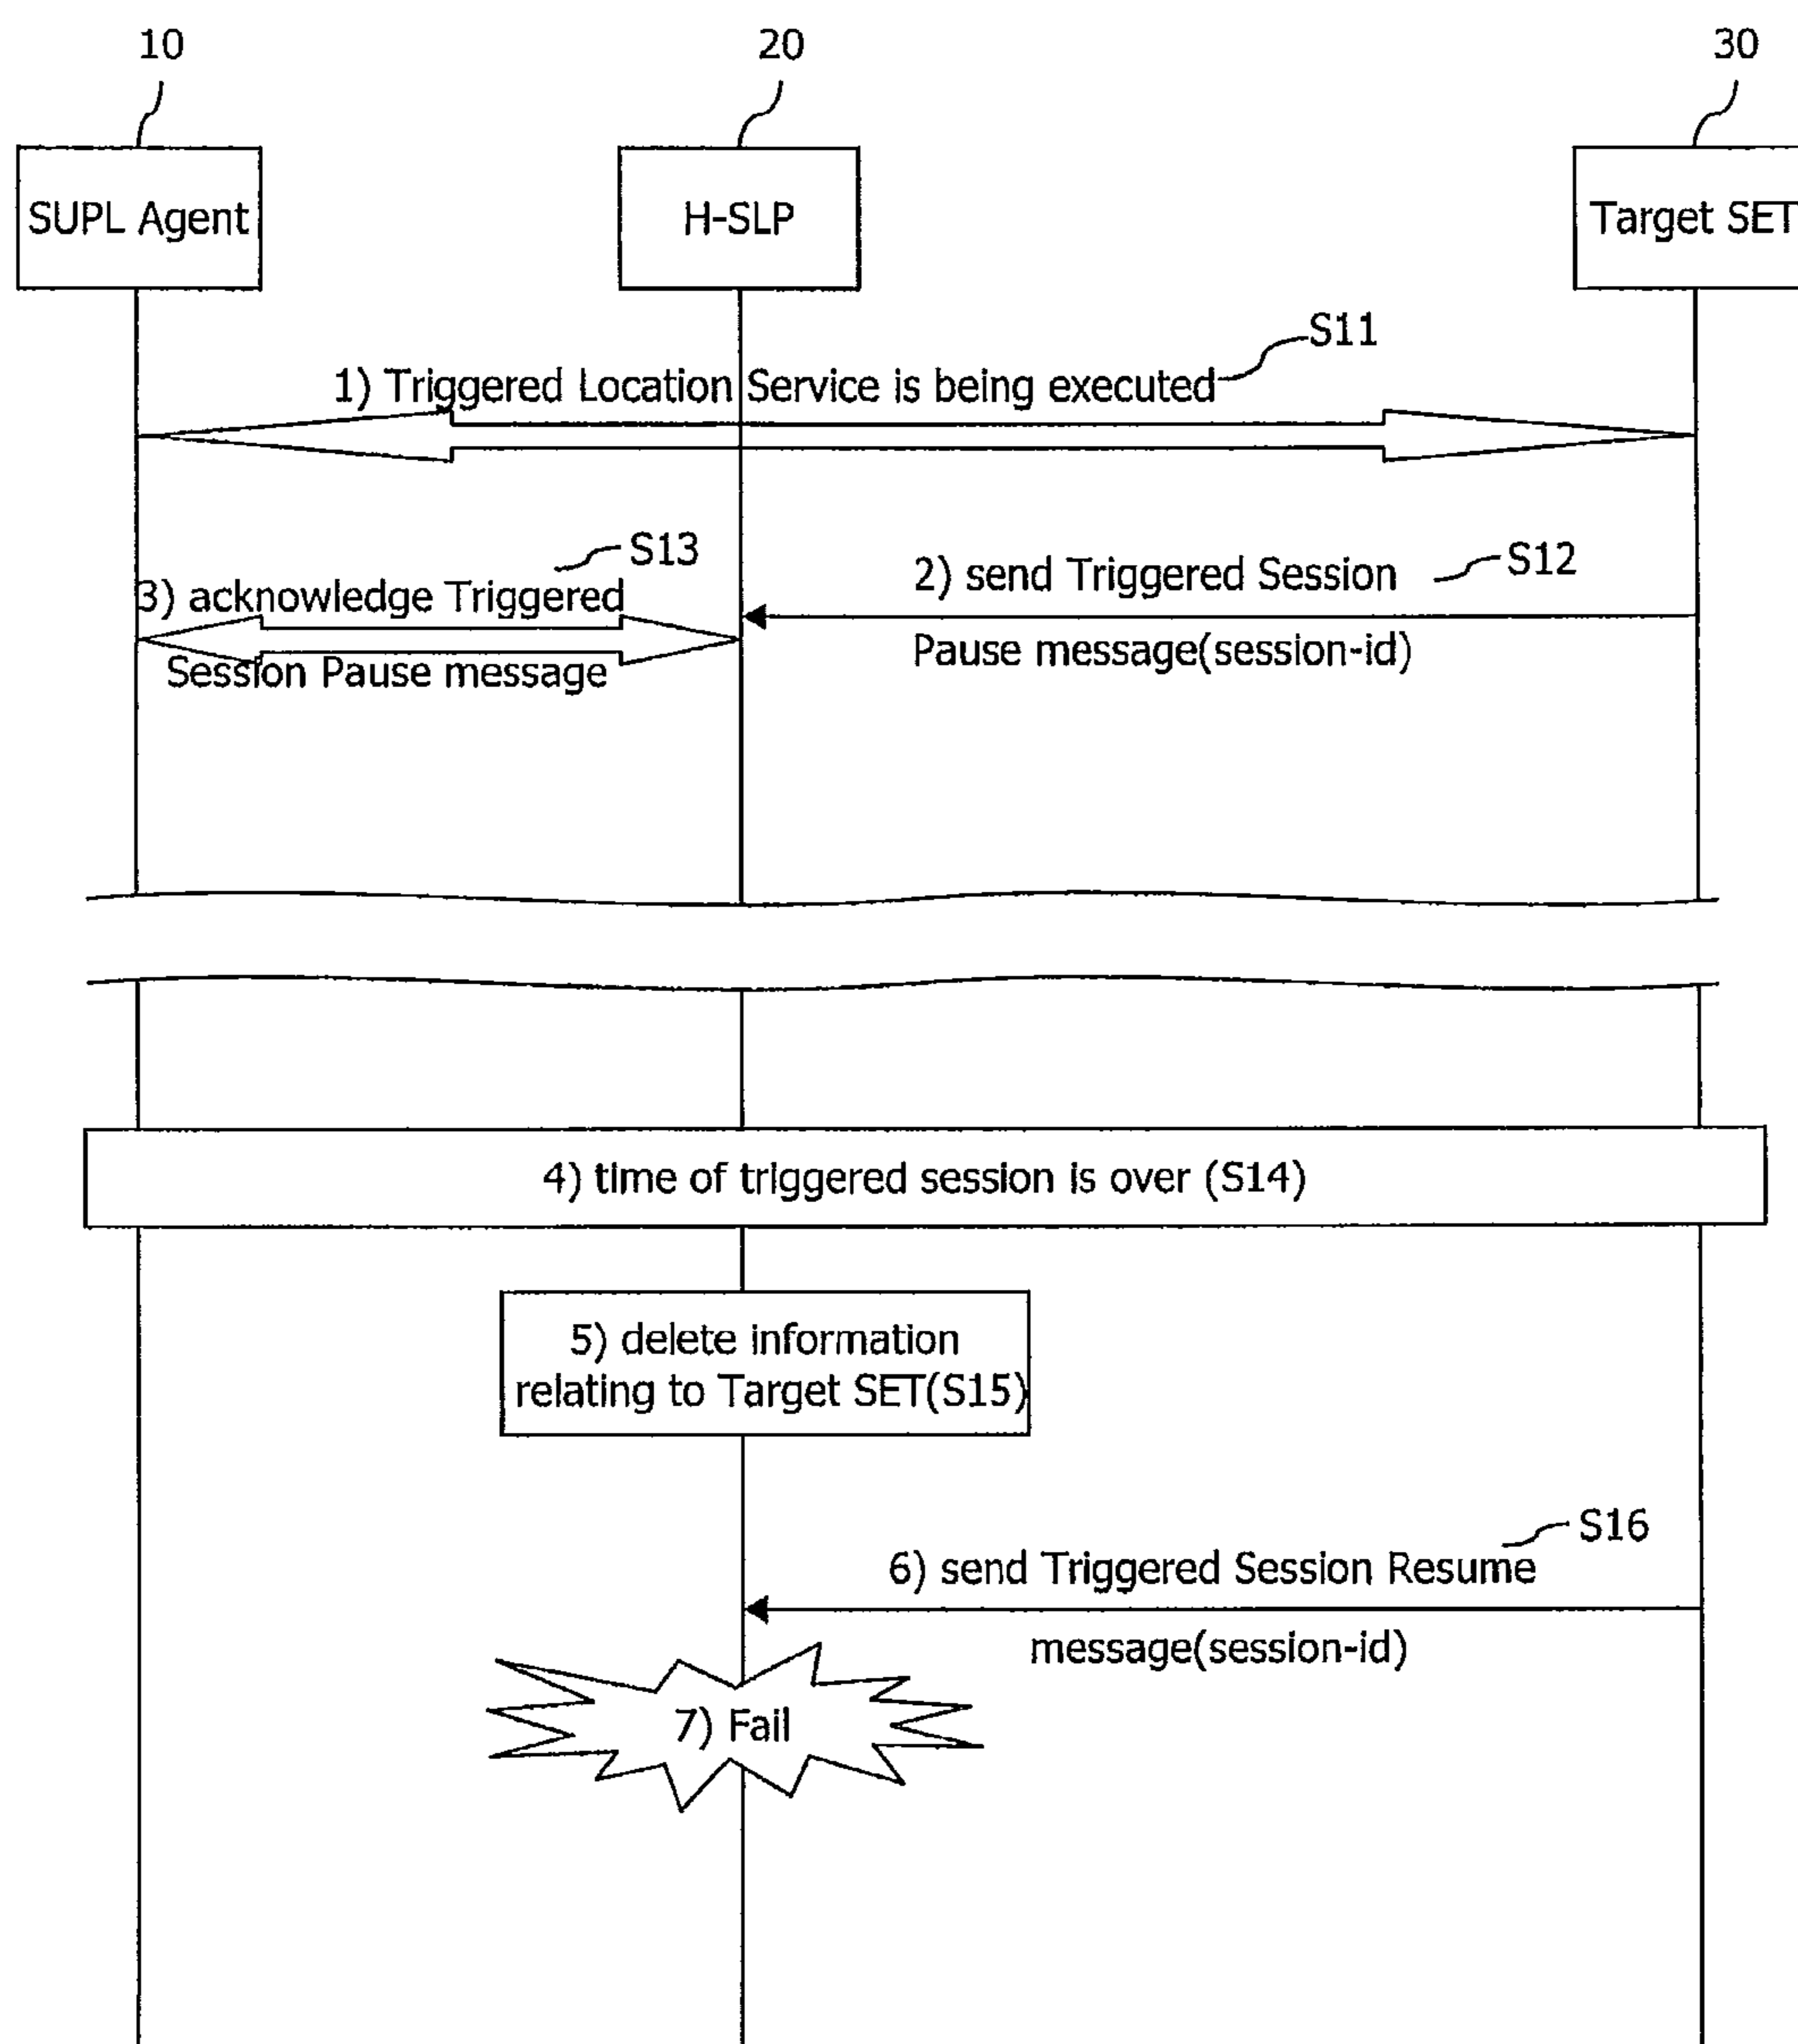 10
20
30
SUPL Agent
H-SLP
Target SET
S11
1) Triggered Location Service is being executed
S13
3) acknowledge Triggered
Session Pause message
S12
2) send Triggered Session
Pause message(session-id)
4) time of triggered session is over (S14)
5) delete information
relating to Target SET(S15)
S16
6) send Triggered Session Resume
message(session-id)
7) Fail